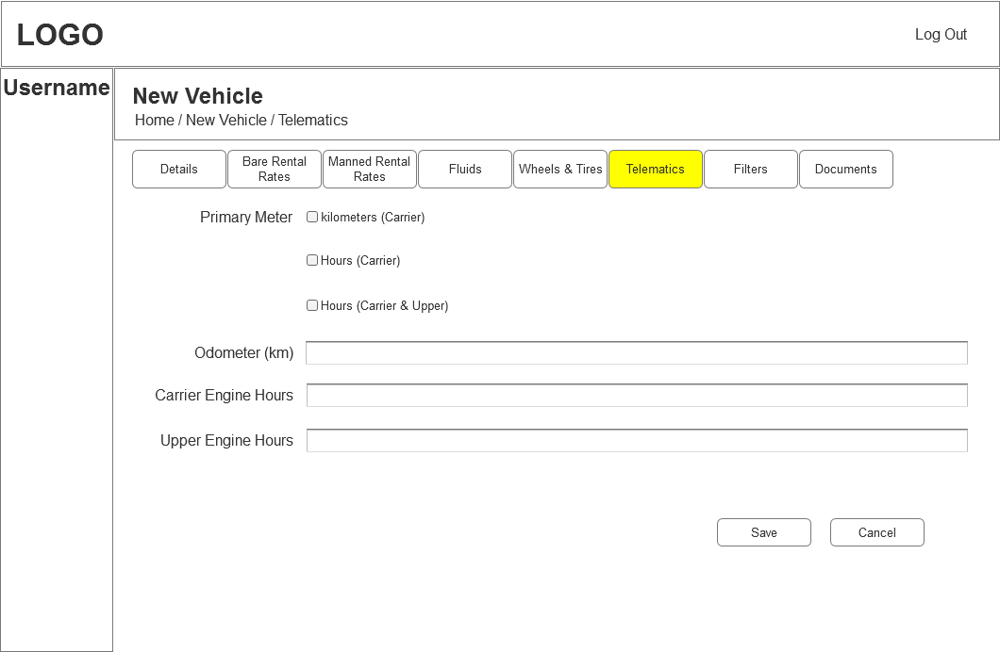 LOGO
Log Out
Username
New Vehicle
Home / New Vehicle / Telematics
Details
Bare Rental
Rates
Manned Rental
Rates
Fluids
Wheels & Tires
Telematics
Filters
Documents
Primary Meter
kilometers (Carrier)
Hours (Carrier)
Hours (Carrier & Upper)
Odometer (km)
Carrier Engine Hours
Upper Engine Hours
Save
Cancel